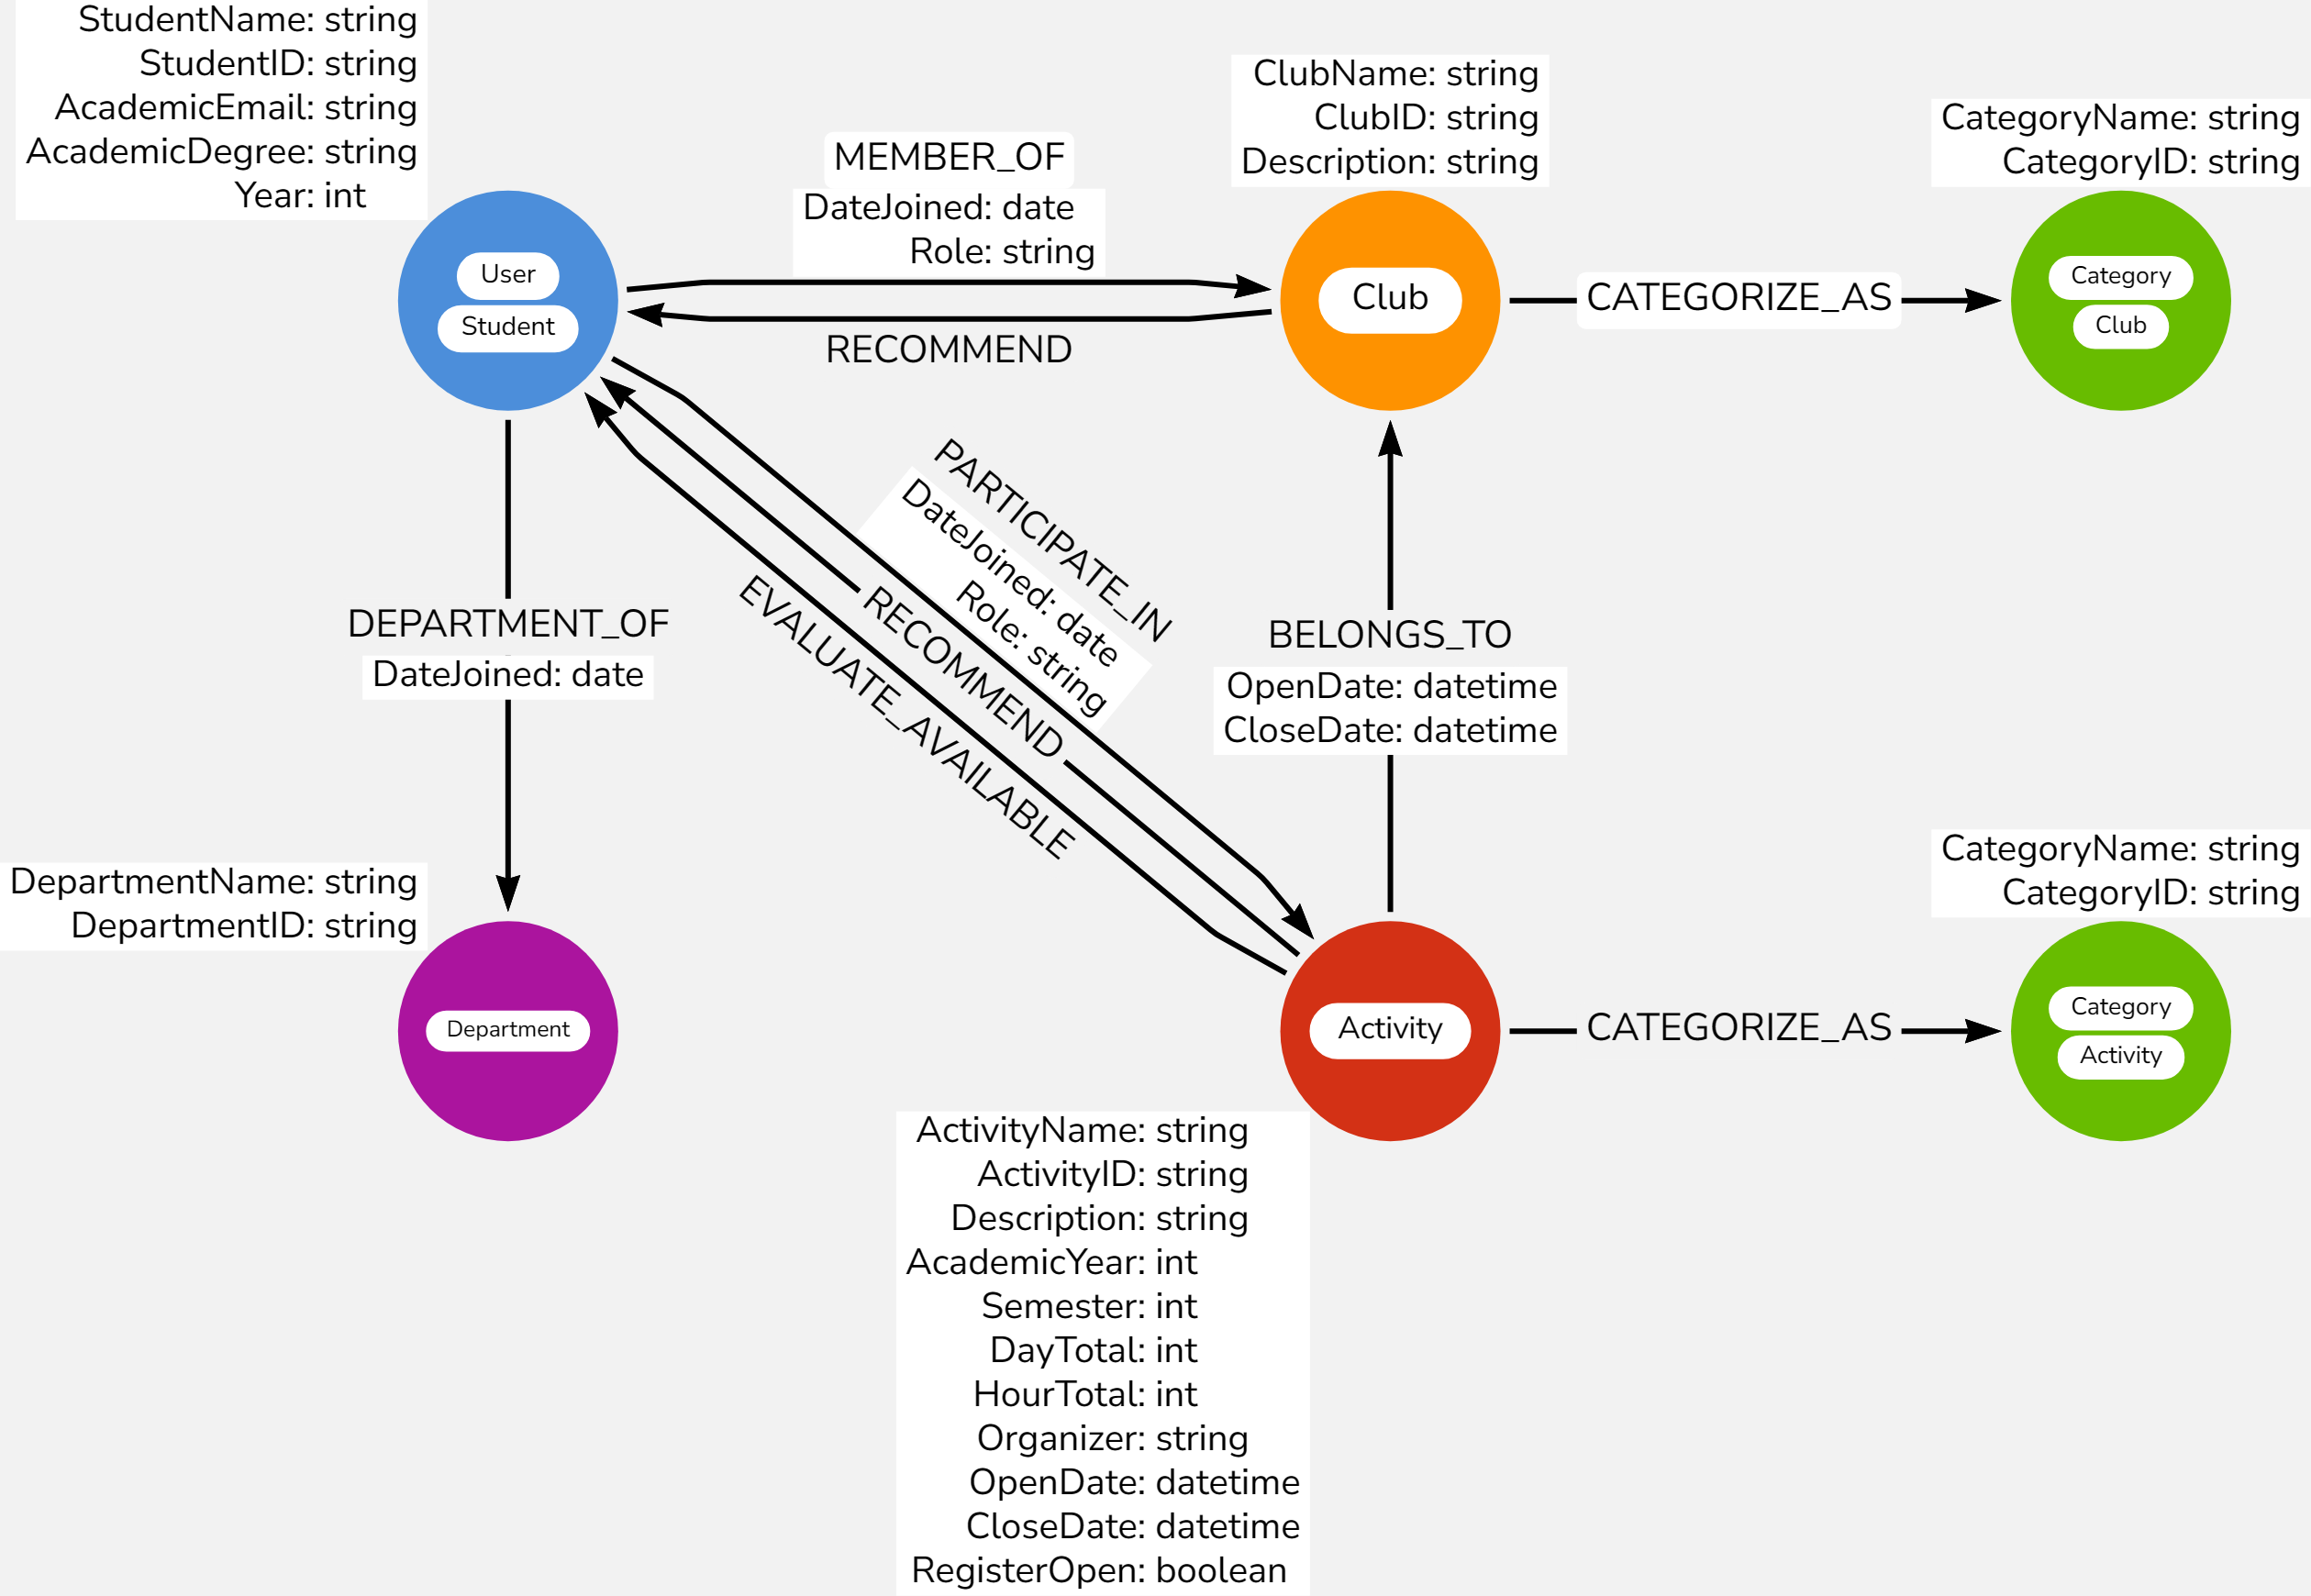 StudentName: string
StudentID: string
AcademicEmail: string
AcademicDegree: string
Year: int
User
Student
MEMBER_OF
DateJoined: date
Role: string
RECOMMEND
ClubName: string
ClubID: string
Description: string
Club
CATEGORIZE_AS
CategoryName: string
CategoryID: string
Category
Club
PARTICIPATE_IN
DateJoined: date
Role: string
RECOMMEND
EVALUATE_AVAILABLE
DEPARTMENT_OF
DateJoined: date
BELONGS_TO
OpenDate: datetime
CloseDate: datetime
DepartmentName: string
DepartmentID: string
Department
Activity
CATEGORIZE_AS
CategoryName: string
CategoryID: string
Category
Activity
ActivityName: string
ActivityID: string
Description: string
AcademicYear: int
Semester: int
DayTotal: int
HourTotal: int
Organizer: string
OpenDate: datetime
CloseDate: datetime
RegisterOpen: boolean